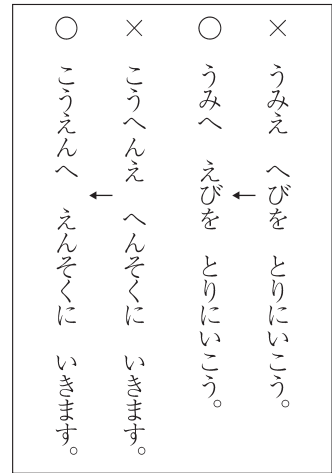 × うみえ へびを とりにいこう。
○ うみへ えびを とりにいこう。
× こうへんえ へんそくに いきます。
○ こうえんへ えんそくに いきます。